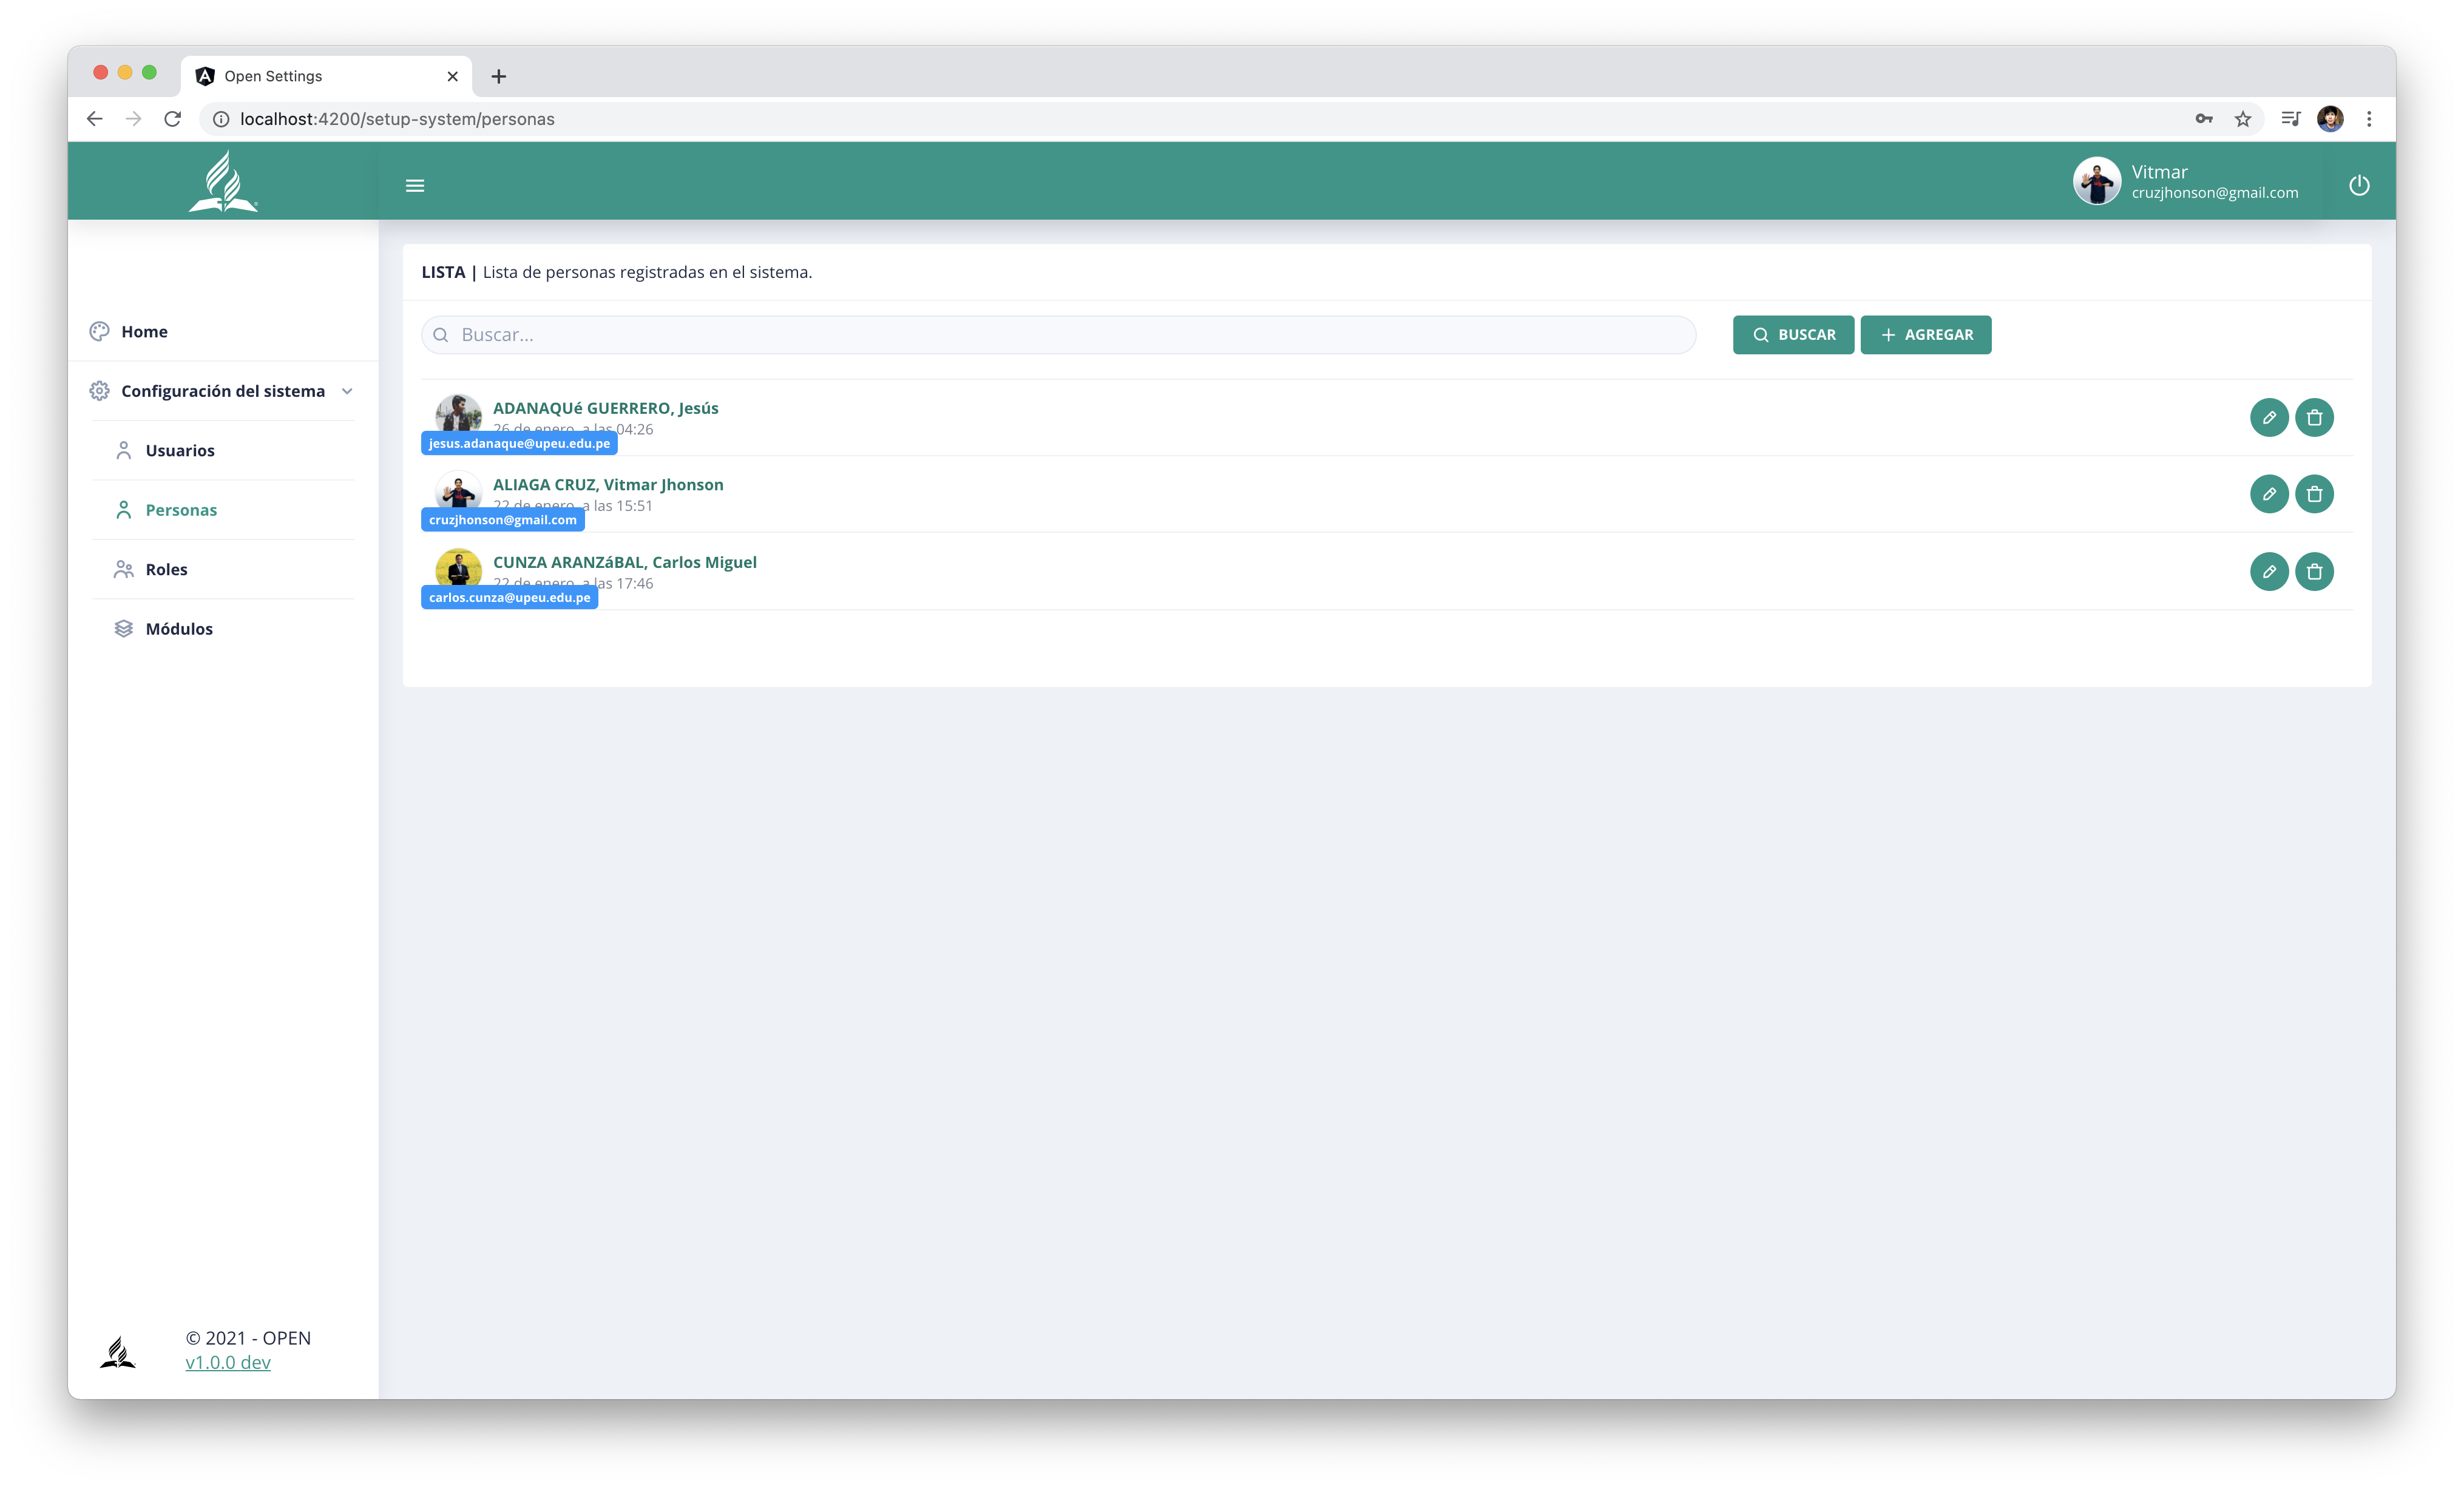 Open Settings
localhost:4200/setup-system/personas
Vitmar
cruzjhonson@gmail.com
Home
Configuración del sistema
Usuarios
Personas
Roles
Módulos
© 2021 - OPEN
v1.0.0 dev
LISTA | Lista de personas registradas en el sistema.
Buscar...
BUSCAR
AGREGAR
ADANAQUé GUERRERO, Jesús
26 de enero, a las 04:26
jesus.adanaque@upeu.edu.pe
ALIAGA CRUZ, Vitmar Jhonson
22 de enero, a las 15:51
cruzjhonson@gmail.com
CUNZA ARANZáBAL, Carlos Miguel
22 de enero, a las 17:46
carlos.cunza@upeu.edu.pe